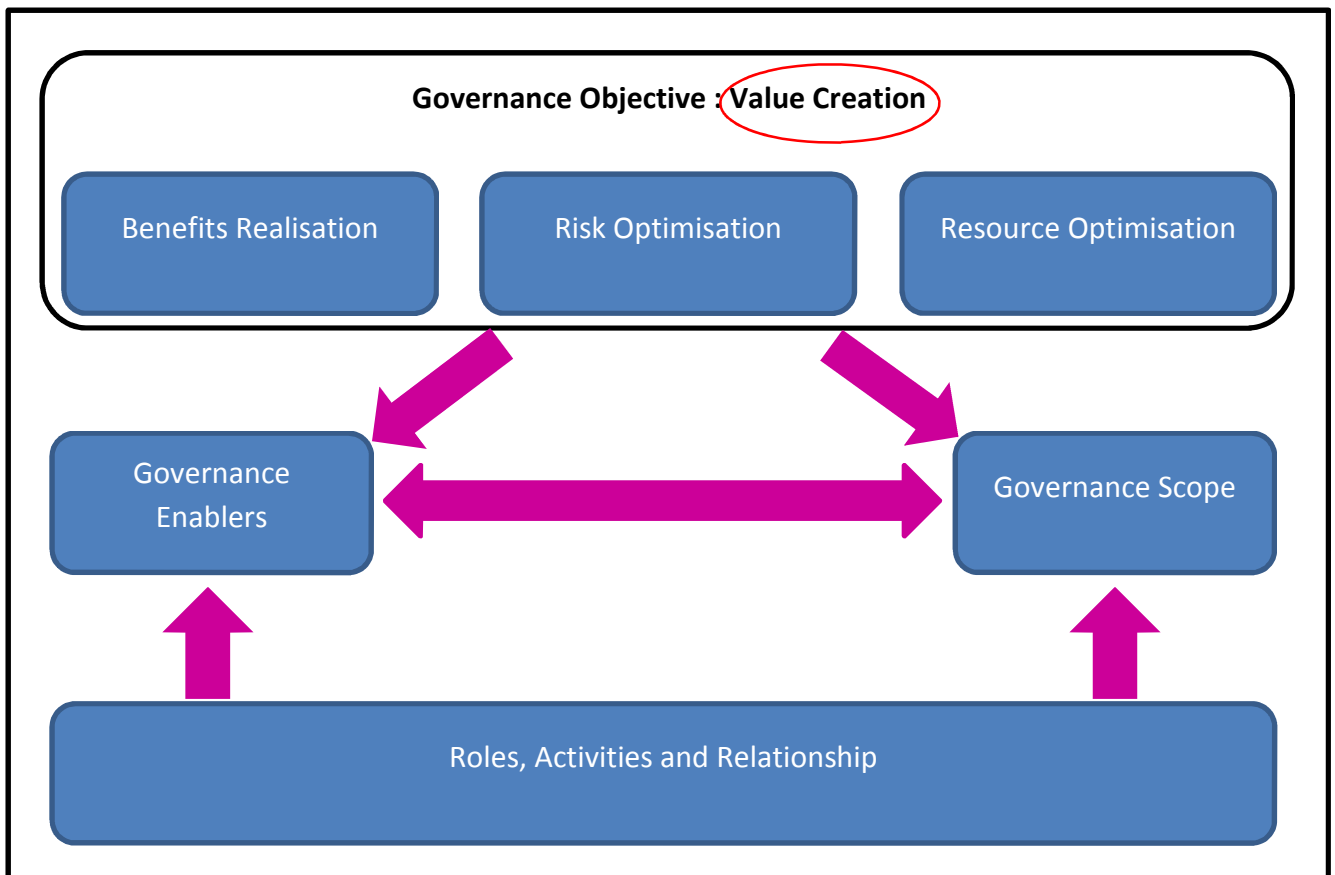 Governance Objective : Value Creation
Benefits Realisation
Risk Optimisation
Resource Optimisation
Governance
Enablers
Governance Scope
Roles, Activities and Relationship